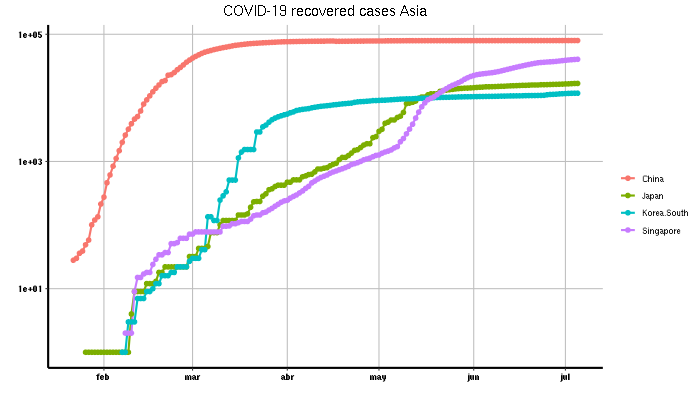 COVID-19 recovered cases Asia
1e+05
1e+03
1e+01
feb mar abr may jun jul
China
Japan
Korea.South
Singapore